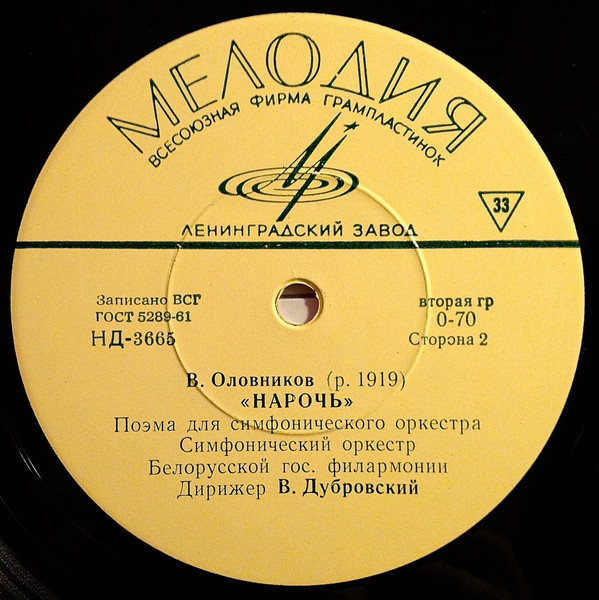 МЕЛОДИЯ
ВСЕСОЮЗНАЯ ФИРМА ГРАМПЛАСТИНОК
33
ЛЕНИНГРАДСКИЙ ЗАВОД
Записано ВСГ
ГОСТ 5289-61
НД-3665
вторая гр
0-70
Сторона 2
В. Оловников (р. 1919)
«НАРОЧЬ»
Поэма для симфонического оркестра
Симфонический оркестр
Белорусской гос. филармонии
Дирижер В. Дубровский